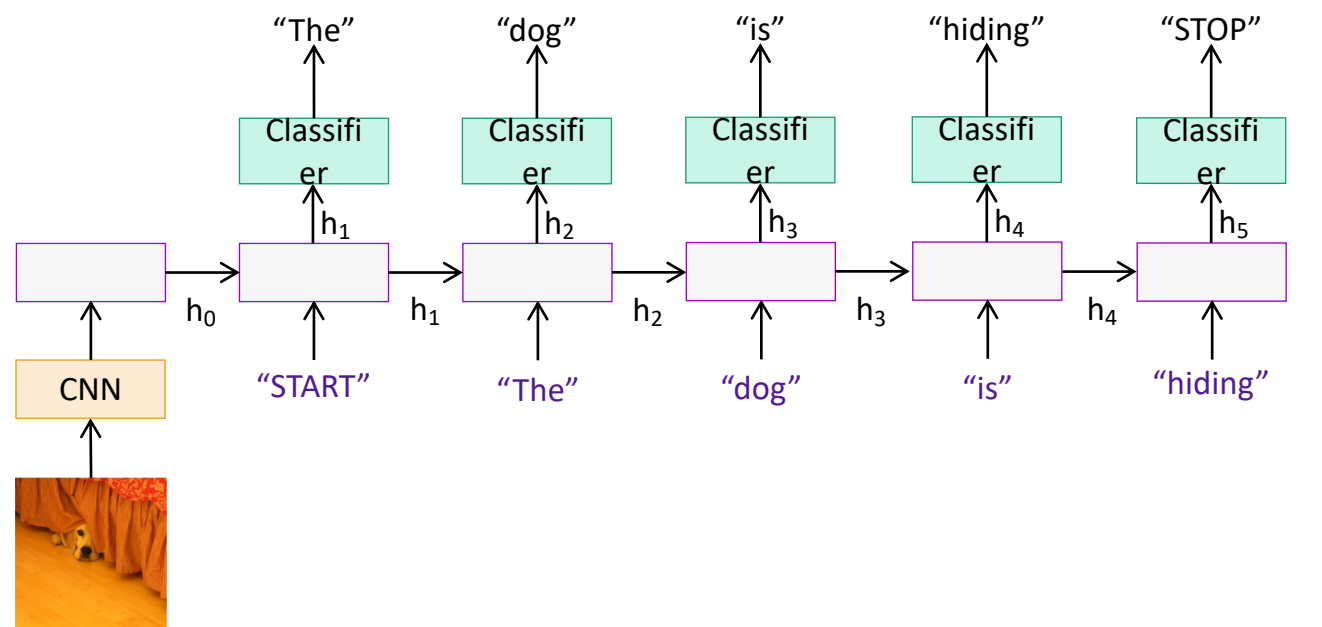 “The” “dog” “is” “hiding” “STOP”
Classifi Classifi Classifi Classifi Classifi
er er er er er
h₁ h₂ h₃ h₄ h₅
h₀ h₁ h₂ h₃ h₄
CNN “START” “The” “dog” “is” “hiding”